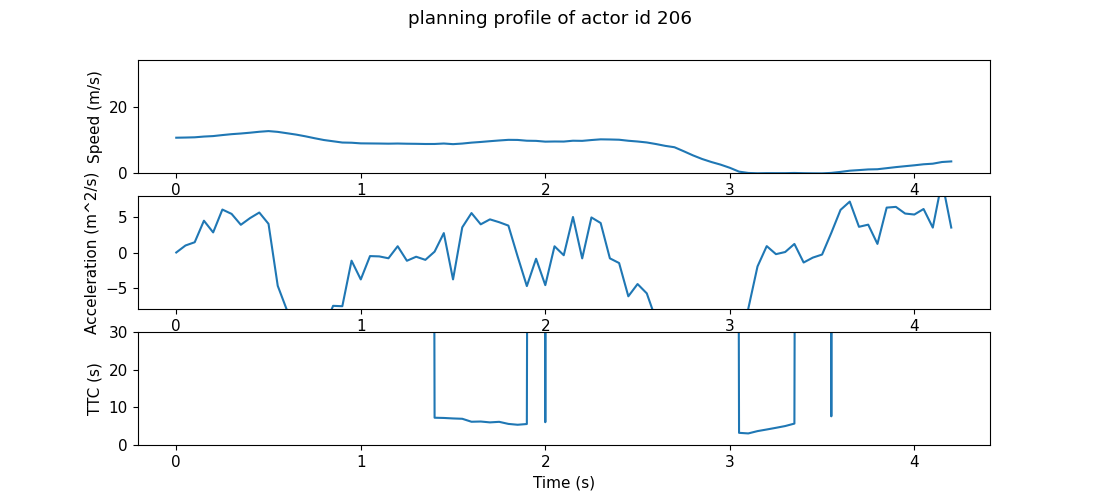 planning profile of actor id 206
Speed (m/s)
20
0
0 1 2 3 4
Acceleration (m^2/s)
5
0
−5
0 1 2 3 4
TTC (s)
30
20
10
0
0 1 2 3 4
Time (s)